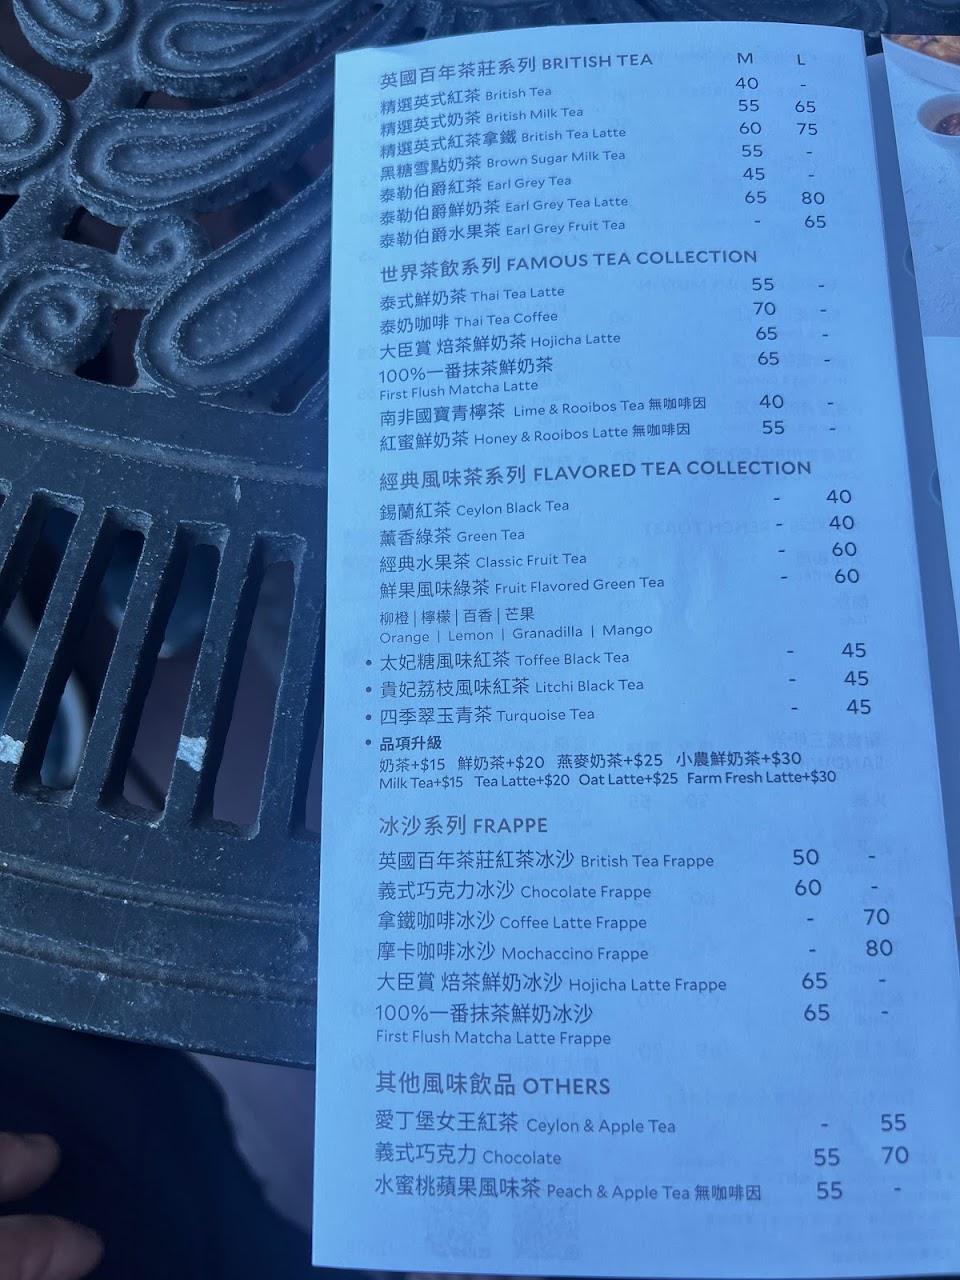 英國百年茶莊系列 BRITISH TEA M L
精選英式紅茶 British Tea 40 -
精選英式奶茶 British Milk Tea 55 65
精選英式紅茶拿鐵 British Tea Latte 60 75
黑糖雪點奶茶 Brown Sugar Milk Tea 55 -
泰勒伯爵紅茶 Earl Grey Tea 45 -
泰勒伯爵鮮奶茶 Earl Grey Tea Latte 65 80
泰勒伯爵水果茶 Earl Grey Fruit Tea - 65
世界茶飲系列 FAMOUS TEA COLLECTION
泰式鮮奶茶 Thai Tea Latte 55 -
泰奶咖啡 Thai Tea Coffee 70 -
大臣賞 焙茶鮮奶茶 Hojicha Latte 65 -
100%一番抹茶鮮奶茶 65 -
First Flush Matcha Latte
南非國寶青檸茶 Lime & Rooibos Tea 無咖啡因 40 -
紅蜜鮮奶茶 Honey & Rooibos Latte 無咖啡因 55 -
經典風味茶系列 FLAVORED TEA COLLECTION
錫蘭紅茶 Ceylon Black Tea - 40
薰香綠茶 Green Tea - 40
經典水果茶 Classic Fruit Tea - 60
鮮果風味綠茶 Fruit Flavored Green Tea - 60
柳橙 | 檸檬 | 百香 | 芒果
Orange | Lemon | Granadilla | Mango
• 太妃糖風味紅茶 Toffee Black Tea - 45
• 貴妃荔枝風味紅茶 Litchi Black Tea - 45
• 四季翠玉青茶 Turquoise Tea - 45
• 品項升級
奶茶+$15 鮮奶茶+$20 燕麥奶茶+$25 小農鮮奶茶+$30
Milk Tea+$15 Tea Latte+$20 Oat Latte+$25 Farm Fresh Latte+$30
冰沙系列 FRAPPE
英國百年茶莊紅茶冰沙 British Tea Frappe 50 -
義式巧克力冰沙 Chocolate Frappe 60 -
拿鐵咖啡冰沙 Coffee Latte Frappe - 70
摩卡咖啡冰沙 Mochaccino Frappe - 80
大臣賞 焙茶鮮奶冰沙 Hojicha Latte Frappe 65 -
100%一番抹茶鮮奶冰沙 65 -
First Flush Matcha Latte Frappe
其他風味飲品 OTHERS
愛丁堡女王紅茶 Ceylon & Apple Tea - 55
義式巧克力 Chocolate 55 70
水蜜桃蘋果風味茶 Peach & Apple Tea 無咖啡因 55 -